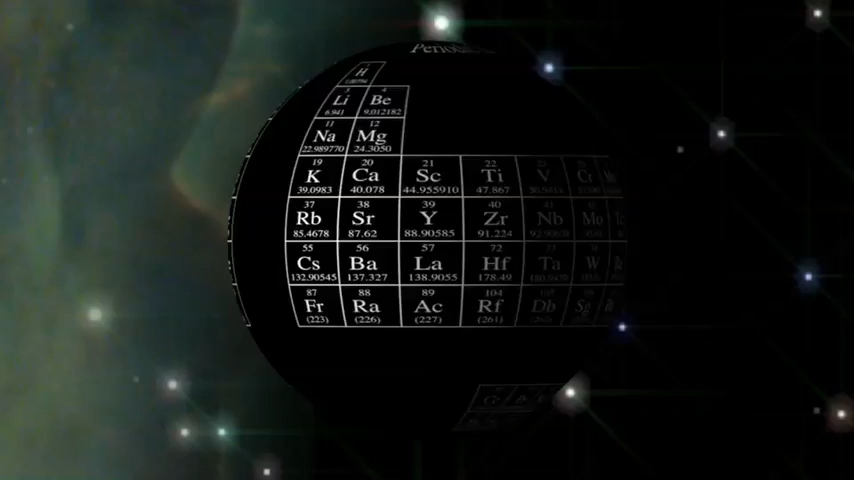 H
3 4
Li Be
6.941 9.012182
11 12
Na Mg
22.989770 24.3050
19 20 21 22
K Ca Sc Ti V Cr
39.0983 40.078 44.955910 47.867
37 38 39 40 41
Rb Sr Y Zr Nb Mo
85.4678 87.62 88.90585 91.224
55 56 57 72
Cs Ba La Hf Ta W
132.90545 137.327 138.9055 178.49
87 88 89 104
Fr Ra Ac Rf Db Sg
(223) (226) (227) (261)